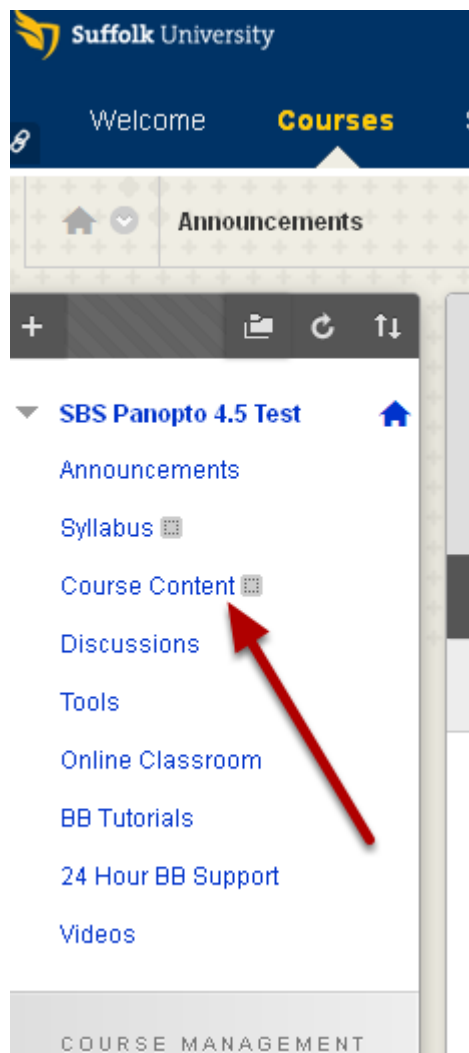 Suffolk University
Welcome Courses
Announcements
SBS Panopto 4.5 Test
Announcements
Syllabus
Course Content
Discussions
Tools
Online Classroom
BB Tutorials
24 Hour BB Support
Videos
COURSE MANAGEMENT